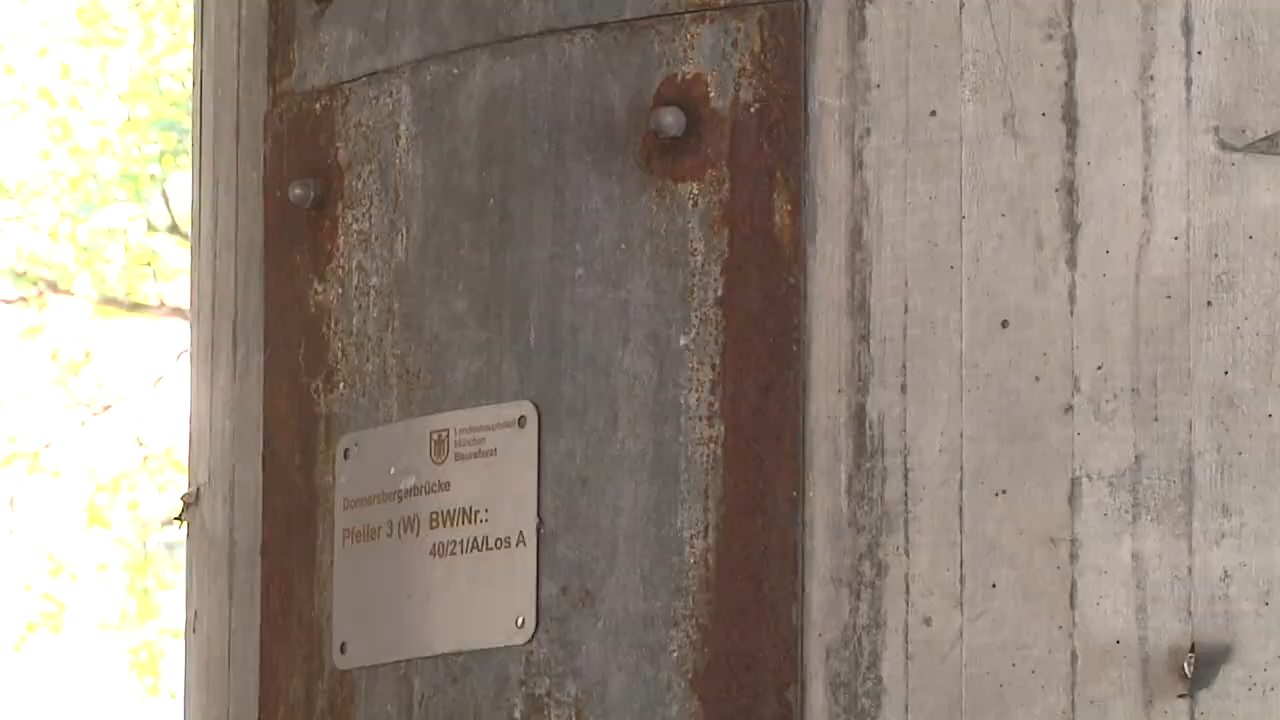 Landeshauptstadt
München
Baureferat
Donnersbergerbrücke
Pfeiler 3 (W) BW/Nr.:
40/21/A/Los A